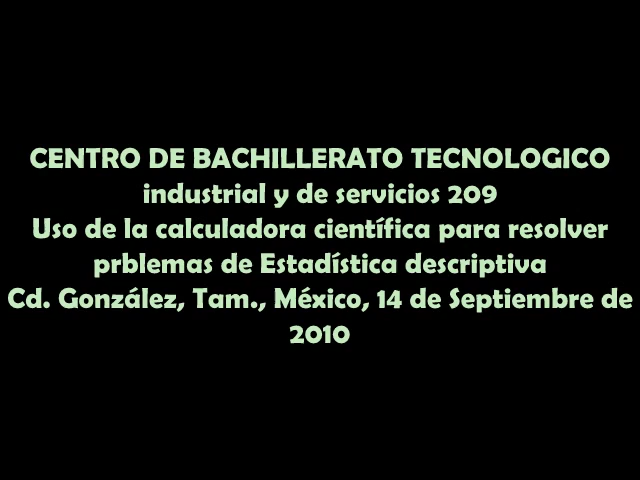 CENTRO DE BACHILLERATO TECNOLOGICO
industrial y de servicios 209
Uso de la calculadora científica para resolver
prblemas de Estadística descriptiva
Cd. González, Tam., México, 14 de Septiembre de
2010